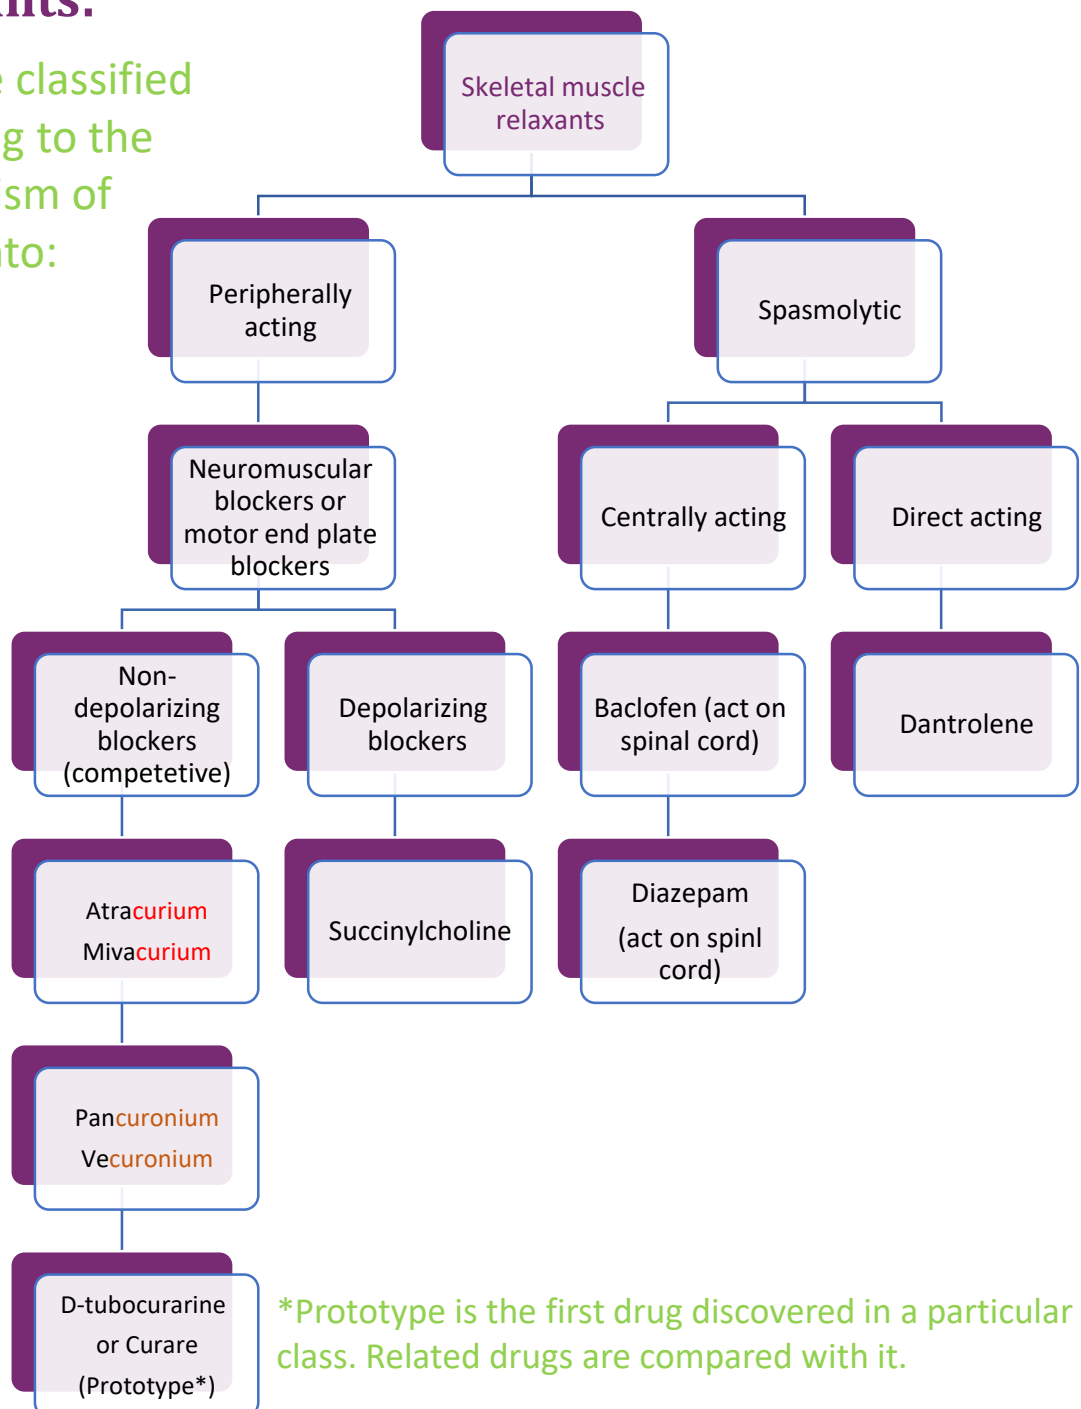 nts.
e classified
g to the
ism of
nto:
Skeletal muscle
relaxants
Peripherally
acting
Spasmolytic
Neuromuscular
blockers or
motor end plate
blockers
Centrally acting
Direct acting
Non-
depolarizing
blockers
(competetive)
Depolarizing
blockers
Baclofen (act on
spinal cord)
Dantrolene
Atracurium
Mivacurium
Succinylcholine
Diazepam
(act on spinl
cord)
Pancuronium
Vecuronium
D-tubocurarine
or Curare
(Prototype*)
*Prototype is the first drug discovered in a particular
class. Related drugs are compared with it.